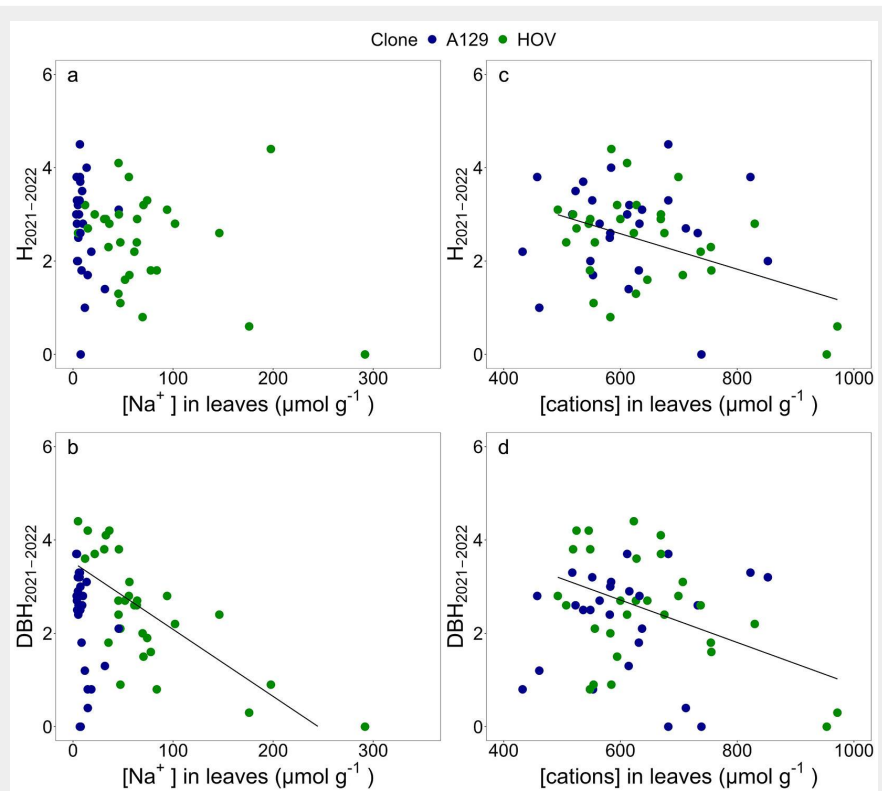 Clone A129 HOV
a
6
4
2
0
H2021−2022
0 100 200 300
[Na+ ] in leaves (μmol g-1 )
c
6
4
2
0
H2021−2022
400 600 800 1000
[cations] in leaves (μmol g-1 )
b
6
4
2
0
DBH2021−2022
0 100 200 300
[Na+ ] in leaves (μmol g-1 )
d
6
4
2
0
DBH2021−2022
400 600 800 1000
[cations] in leaves (μmol g-1 )